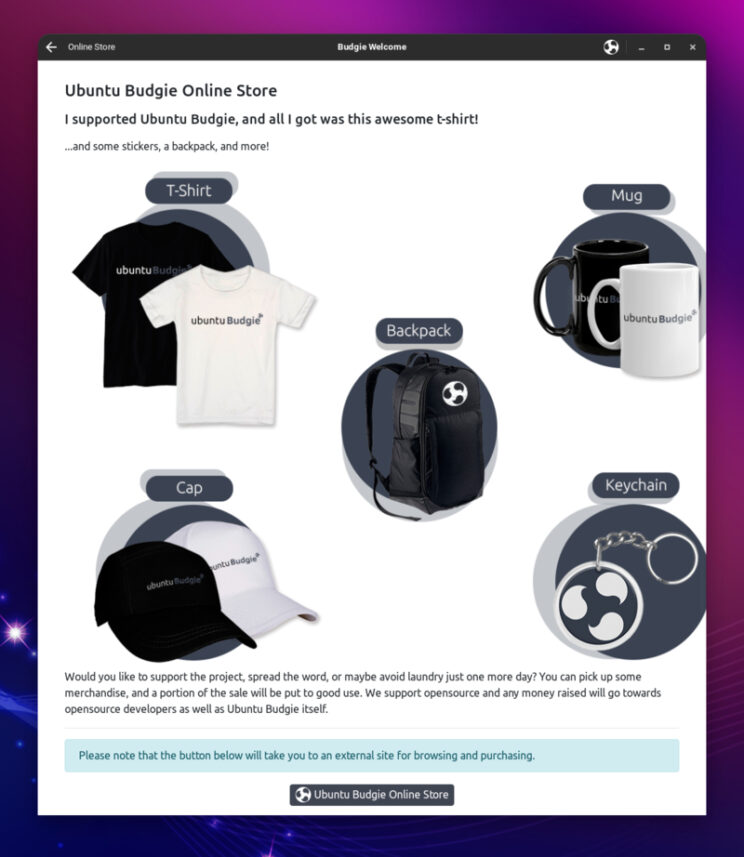 Online Store
Budgie Welcome
Ubuntu Budgie Online Store
I supported Ubuntu Budgie, and all I got was this awesome t-shirt!
...and some stickers, a backpack, and more!
T-Shirt
Mug
ubuntu Budgie
ubuntu Budgie
ubuntu Bu
ubuntu Budgie
Backpack
Cap
Keychain
ubuntu Budgie
ubuntu Budgie
Would you like to support the project, spread the word, or maybe avoid laundry just one more day? You can pick up some
merchandise, and a portion of the sale will be put to good use. We support opensource and any money raised will go towards
opensource developers as well as Ubuntu Budgie itself.
Please note that the button below will take you to an external site for browsing and purchasing.
Ubuntu Budgie Online Store